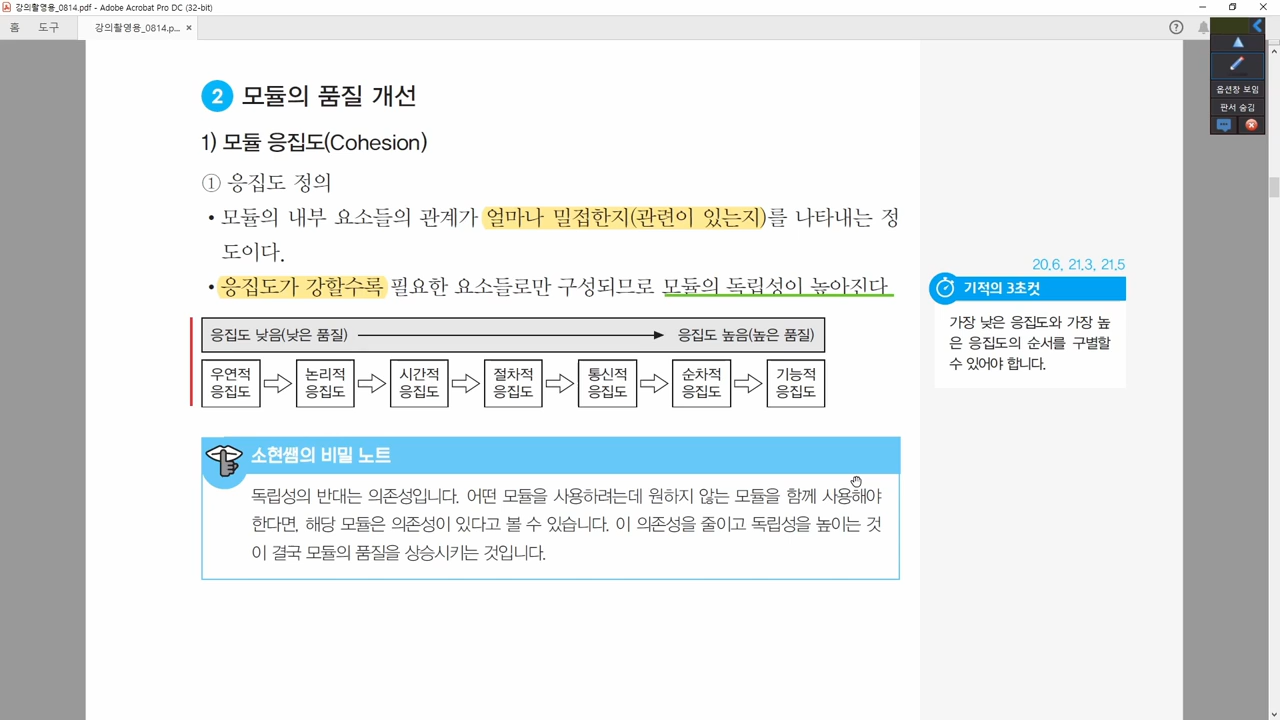 강의촬영용_0814.pdf - Adobe Acrobat Pro DC (32-bit)
홈 도구 강의촬영용_0814.p... ×
옵션창 보임
판서 숨김
2 모듈의 품질 개선
1) 모듈 응집도(Cohesion)
① 응집도 정의
• 모듈의 내부 요소들의 관계가 얼마나 밀접한지(관련이 있는지)를 나타내는 정
도이다.
• 응집도가 강할수록 필요한 요소들로만 구성되므로 모듈의 독립성이 높아진다.
응집도 낮음(낮은 품질) 응집도 높음(높은 품질)
우연적 응집도
논리적 응집도
시간적 응집도
절차적 응집도
통신적 응집도
순차적 응집도
기능적 응집도
소현쌤의 비밀 노트
독립성의 반대는 의존성입니다. 어떤 모듈을 사용하려는데 원하지 않는 모듈을 함께 사용해야
한다면, 해당 모듈은 의존성이 있다고 볼 수 있습니다. 이 의존성을 줄이고 독립성을 높이는 것
이 결국 모듈의 품질을 상승시키는 것입니다.
20.6, 21.3, 21.5
기적의 3초컷
가장 낮은 응집도와 가장 높
은 응집도의 순서를 구별할
수 있어야 합니다.